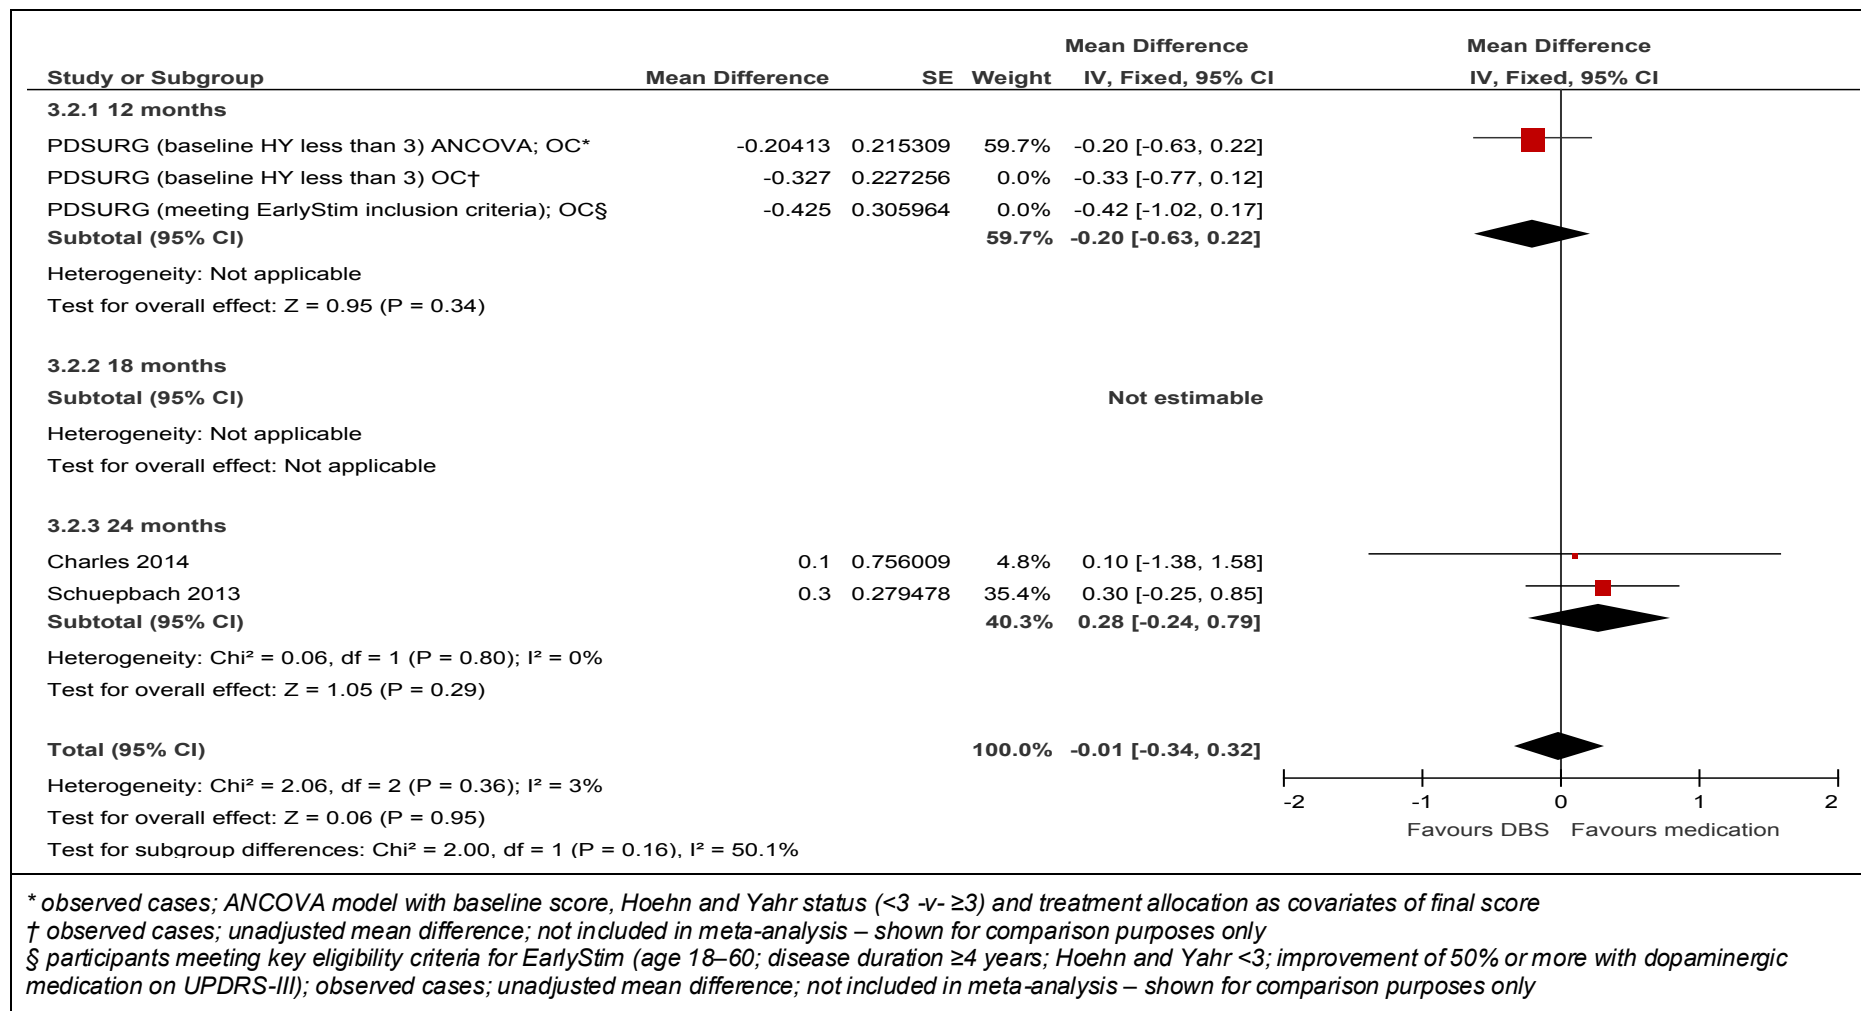 Mean Difference Mean Difference
Study or Subgroup Mean Difference SE Weight IV, Fixed, 95% CI IV, Fixed, 95% CI
3.2.1 12 months
PDSURG (baseline HY less than 3) ANCOVA; OC* -0.20413 0.215309 59.7% -0.20 [-0.63, 0.22]
PDSURG (baseline HY less than 3) OC† -0.327 0.227256 0.0% -0.33 [-0.77, 0.12]
PDSURG (meeting EarlyStim inclusion criteria); OC§ -0.425 0.305964 0.0% -0.42 [-1.02, 0.17]
Subtotal (95% CI) 59.7% -0.20 [-0.63, 0.22]
Heterogeneity: Not applicable
Test for overall effect: Z = 0.95 (P = 0.34)
3.2.2 18 months
Subtotal (95% CI) Not estimable
Heterogeneity: Not applicable
Test for overall effect: Not applicable
3.2.3 24 months
Charles 2014 0.1 0.756009 4.8% 0.10 [-1.38, 1.58]
Schuepbach 2013 0.3 0.279478 35.4% 0.30 [-0.25, 0.85]
Subtotal (95% CI) 40.3% 0.28 [-0.24, 0.79]
Heterogeneity: Chi² = 0.06, df = 1 (P = 0.80); I² = 0%
Test for overall effect: Z = 1.05 (P = 0.29)
Total (95% CI) 100.0% -0.01 [-0.34, 0.32]
Heterogeneity: Chi² = 2.06, df = 2 (P = 0.36); I² = 3%
Test for overall effect: Z = 0.06 (P = 0.95)
Test for subgroup differences: Chi² = 2.00, df = 1 (P = 0.16), I² = 50.1%
-2 -1 0 1 2
Favours DBS Favours medication
* observed cases; ANCOVA model with baseline score, Hoehn and Yahr status (<3 -v- ≥3) and treatment allocation as covariates of final score
† observed cases; unadjusted mean difference; not included in meta-analysis – shown for comparison purposes only
§ participants meeting key eligibility criteria for EarlyStim (age 18–60; disease duration ≥4 years; Hoehn and Yahr <3; improvement of 50% or more with dopaminergic
medication on UPDRS-III); observed cases; unadjusted mean difference; not included in meta-analysis – shown for comparison purposes only